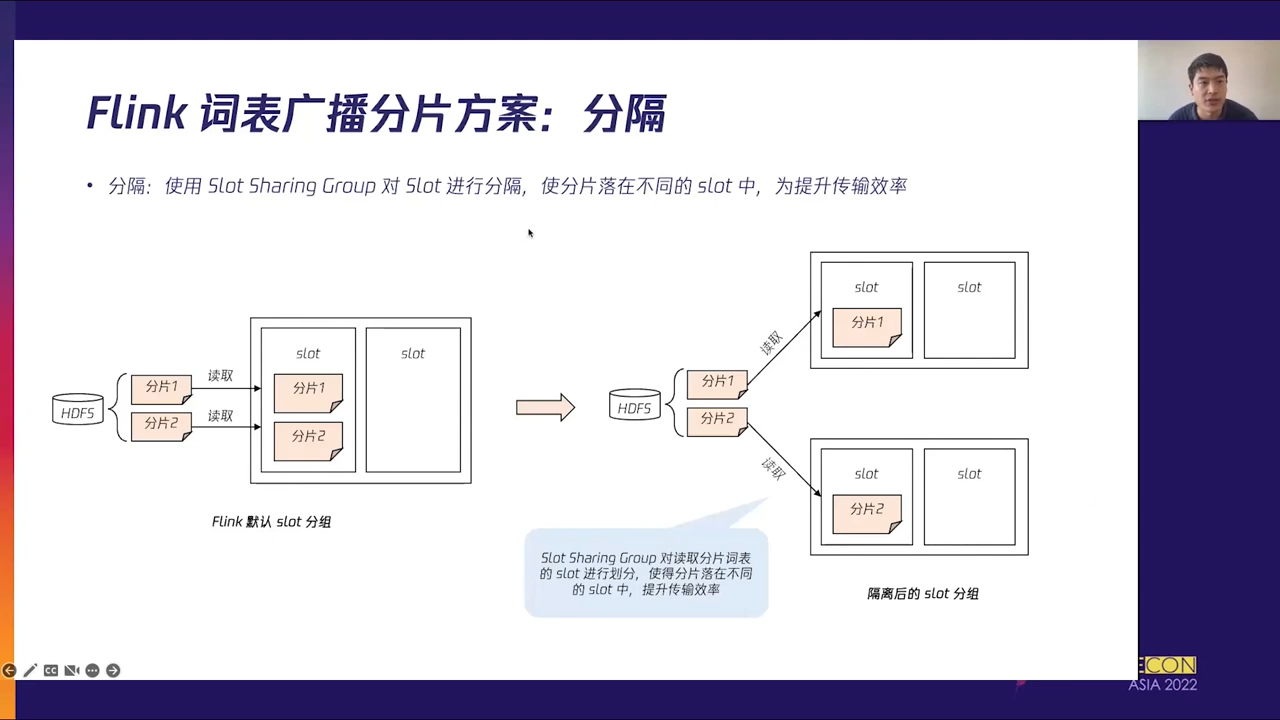 Flink 词表广播分片方案：分隔
• 分隔：使用 Slot Sharing Group 对 Slot 进行分隔，使分片落在不同的 slot 中，为提升传输效率
HDFS
分片1
分片2
读取
读取
slot
分片1
分片2
slot
Flink 默认 slot 分组
HDFS
分片1
分片2
读取
读取
slot
分片1
slot
slot
分片2
slot
隔离后的 slot 分组
Slot Sharing Group 对读取分片词表
的 slot 进行划分，使得分片落在不同
的 slot 中，提升传输效率
CC
ECON
ASIA 2022